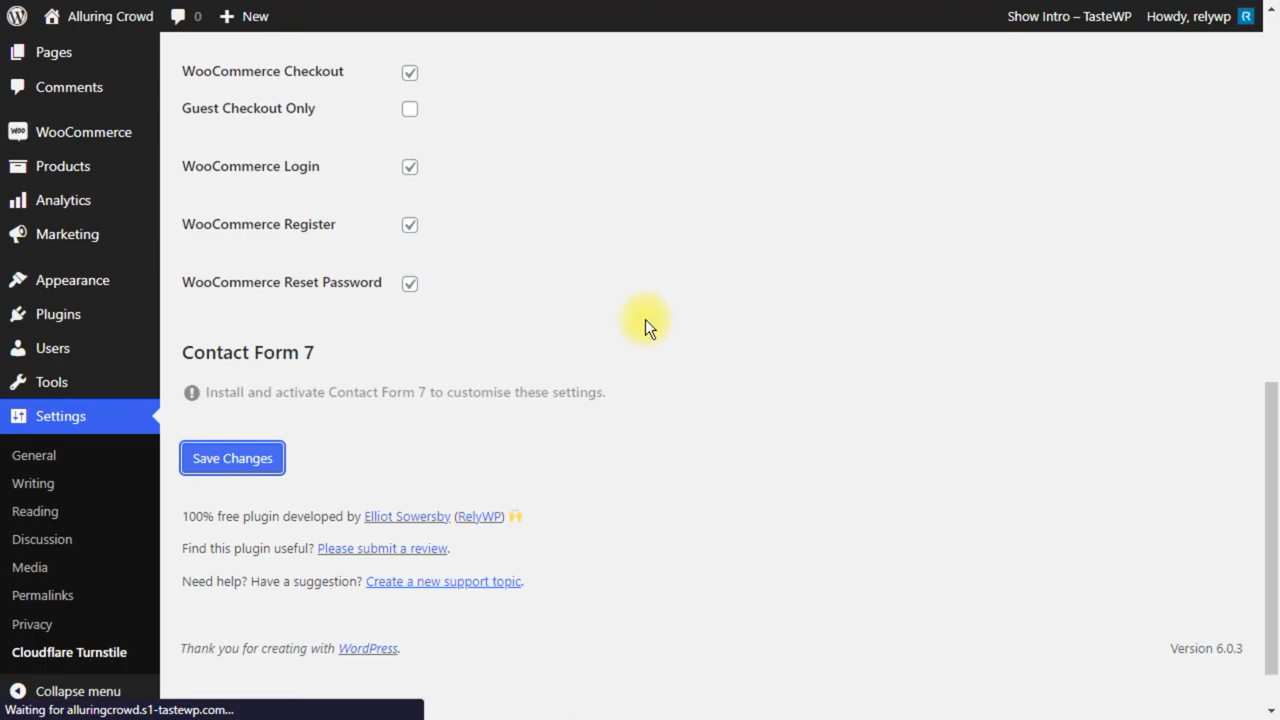 Alluring Crowd 0 New Show Intro – TasteWP Howdy, relywp R
Pages
Comments
WooCommerce
Products
Analytics
Marketing
Appearance
Plugins
Users
Tools
Settings
General
Writing
Reading
Discussion
Media
Permalinks
Privacy
Cloudflare Turnstile
Collapse menu
WooCommerce Checkout
Guest Checkout Only
WooCommerce Login
WooCommerce Register
WooCommerce Reset Password
Contact Form 7
Install and activate Contact Form 7 to customise these settings.
Save Changes
100% free plugin developed by Elliot Sowersby (RelyWP) 🙌
Find this plugin useful? Please submit a review.
Need help? Have a suggestion? Create a new support topic.
Thank you for creating with WordPress. Version 6.0.3
Waiting for alluringcrowd.s1-tastewp.com...